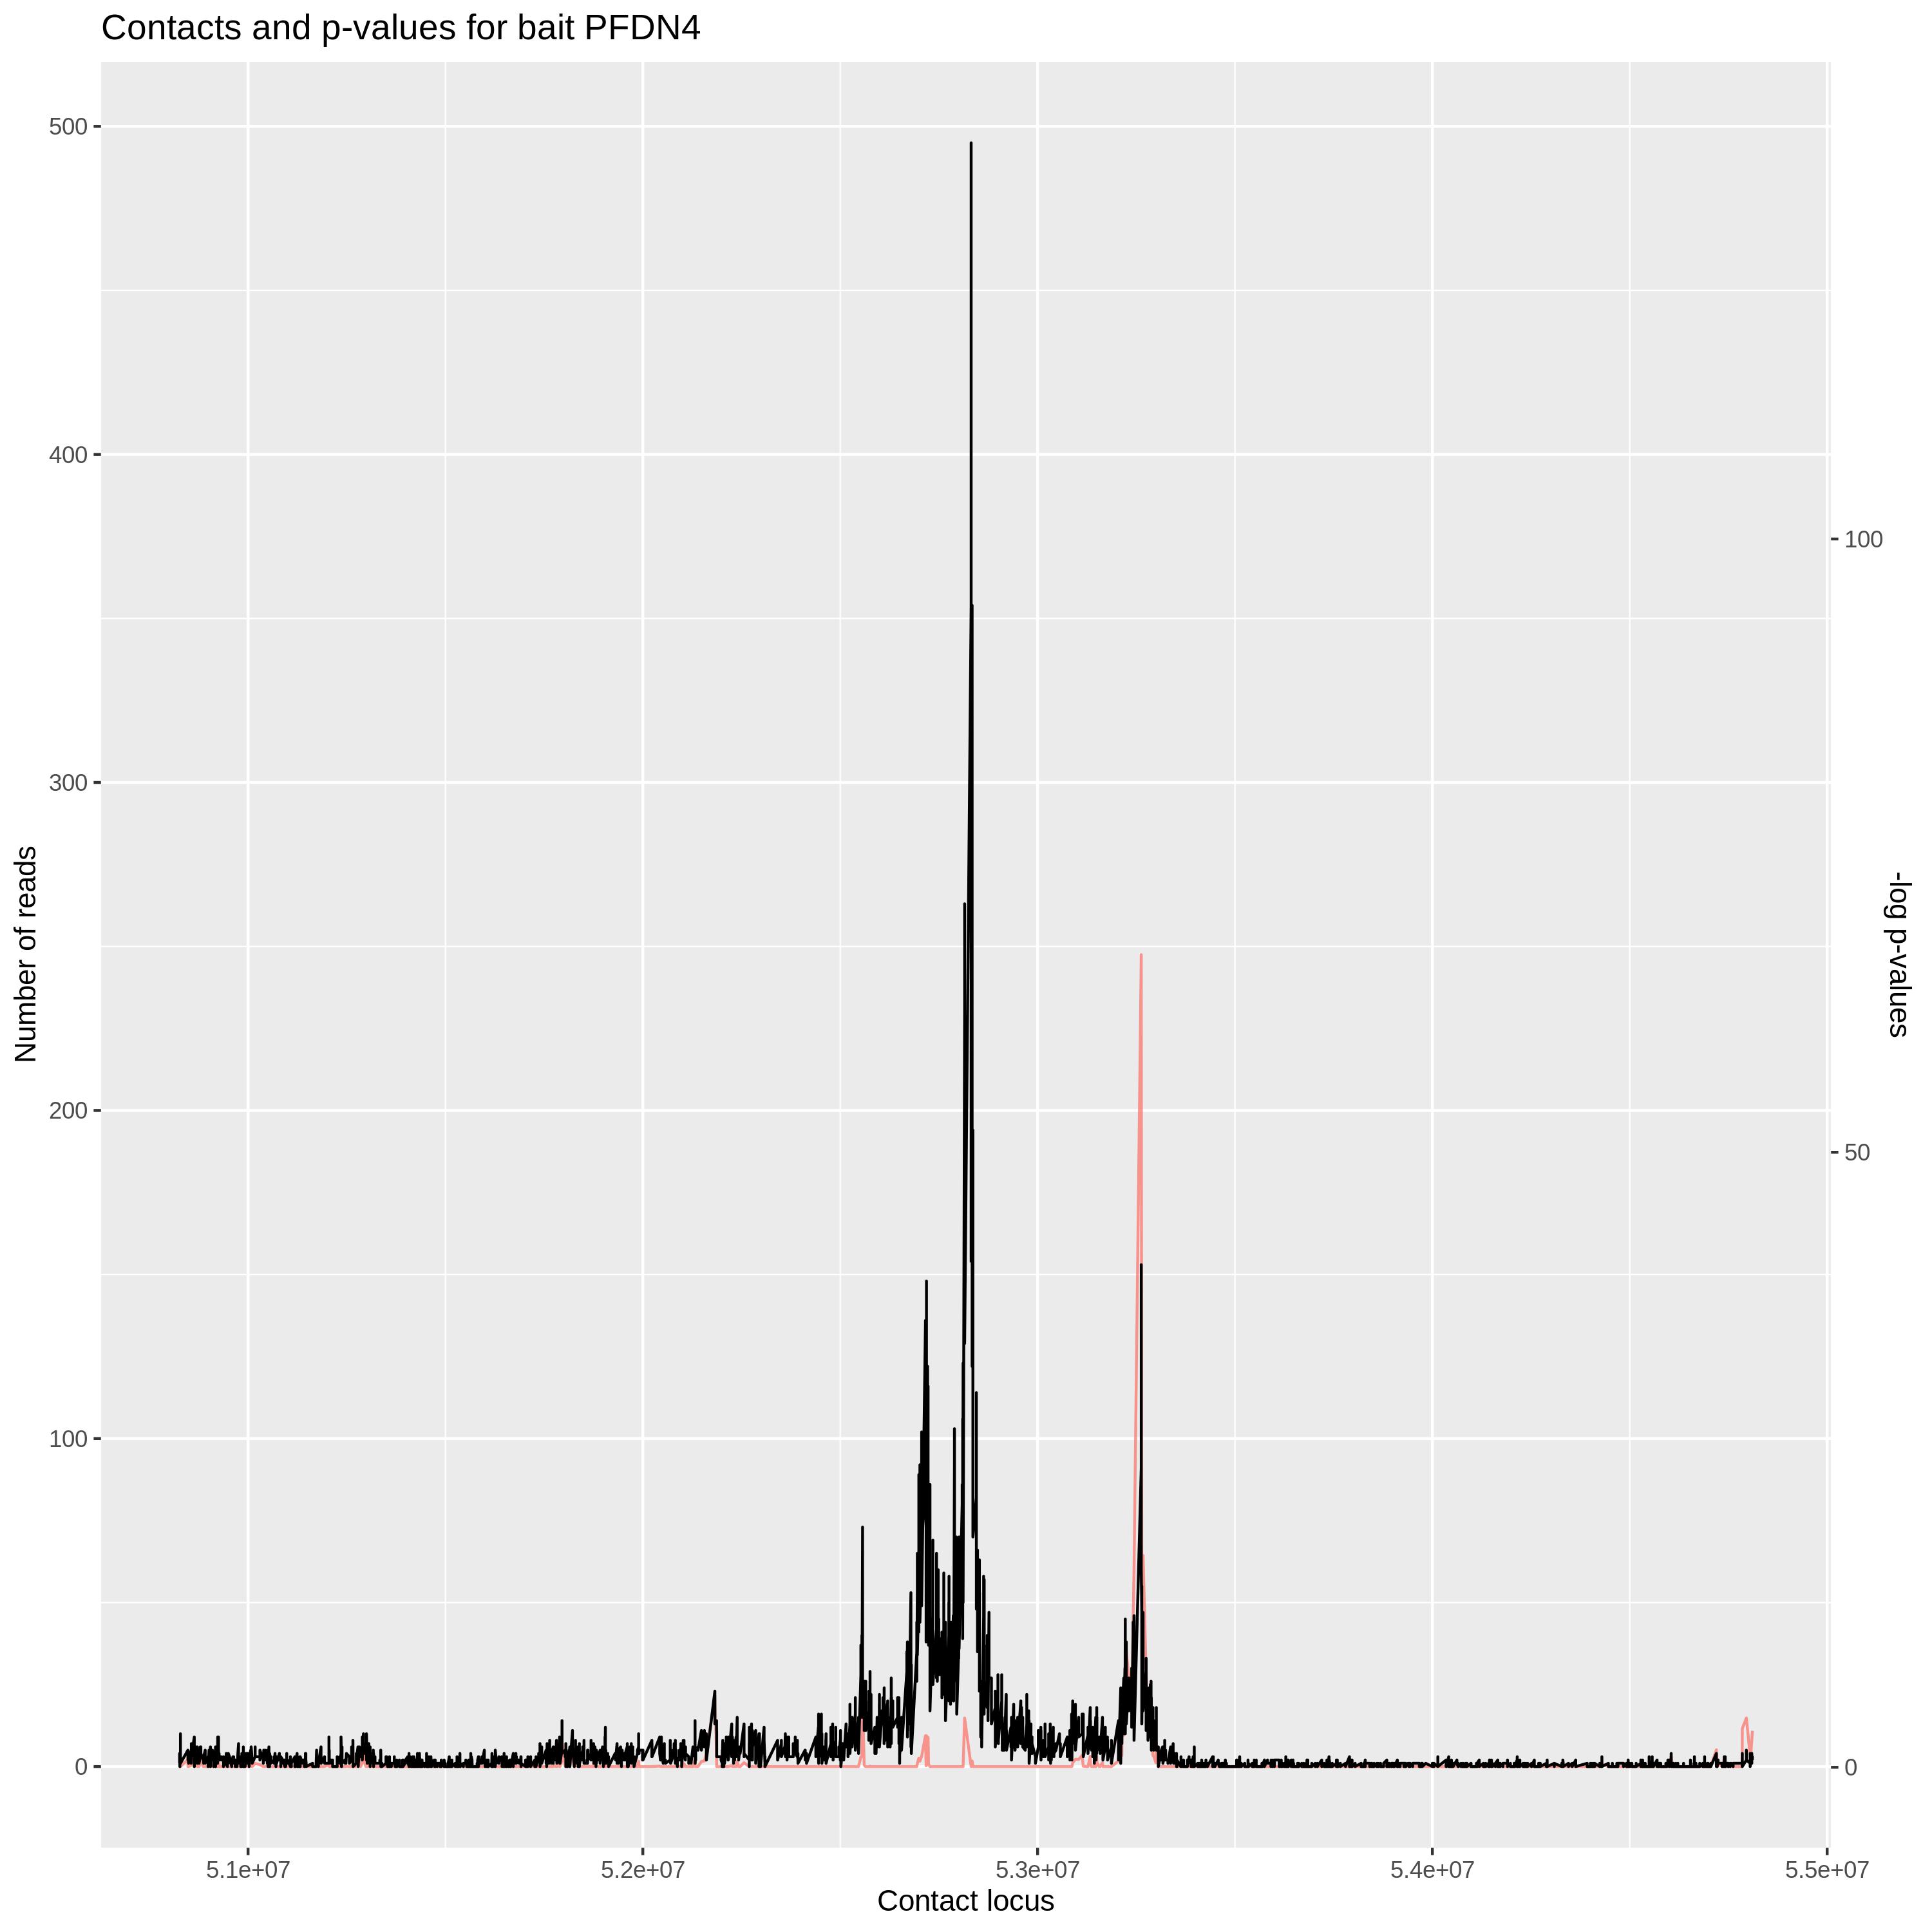 Contacts and p-values for bait PFDN4
500
400
300
200
100
0
Number of reads
100
50
0
-log p-values
5.1e+07
5.2e+07
5.3e+07
5.4e+07
5.5e+07
Contact locus